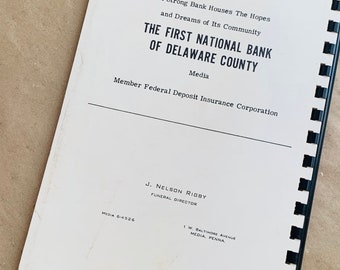 Strong Bank Houses The Hopes
and Dreams of Its Community
THE FIRST NATIONAL BANK
OF DELAWARE COUNTY
Media
Member Federal Deposit Insurance Corporation
J. NELSON RIGBY
FUNERAL DIRECTOR
MEDIA 6-4526
1 W. BALTIMORE AVENUE
MEDIA, PENNA.